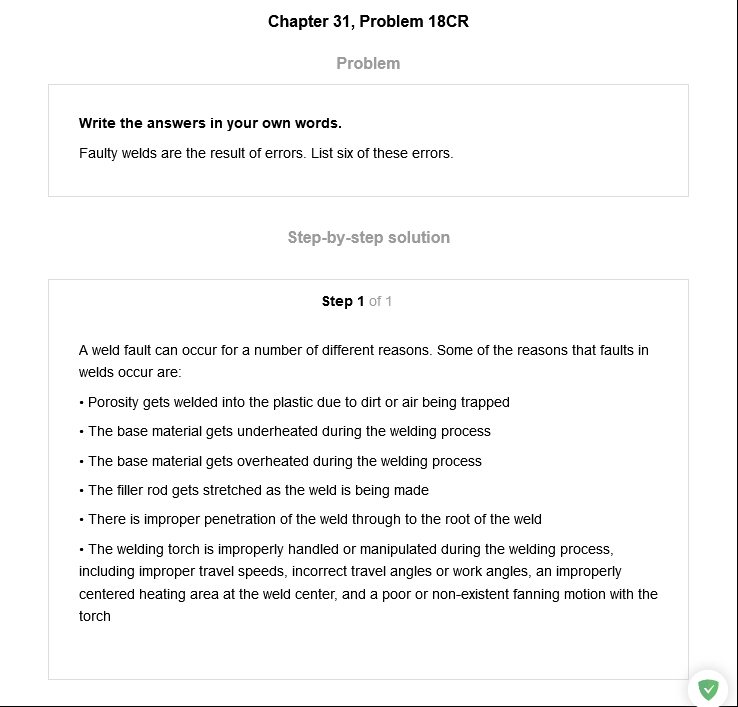 Chapter 31, Problem 18CR
Problem
Write the answers in your own words.
Faulty welds are the result of errors. List six of these errors.
Step-by-step solution
Step 1 of 1
A weld fault can occur for a number of different reasons. Some of the reasons that faults in
welds occur are:
• Porosity gets welded into the plastic due to dirt or air being trapped
• The base material gets underheated during the welding process
• The base material gets overheated during the welding process
• The filler rod gets stretched as the weld is being made
• There is improper penetration of the weld through to the root of the weld
• The welding torch is improperly handled or manipulated during the welding process,
including improper travel speeds, incorrect travel angles or work angles, an improperly
centered heating area at the weld center, and a poor or non-existent fanning motion with the
torch